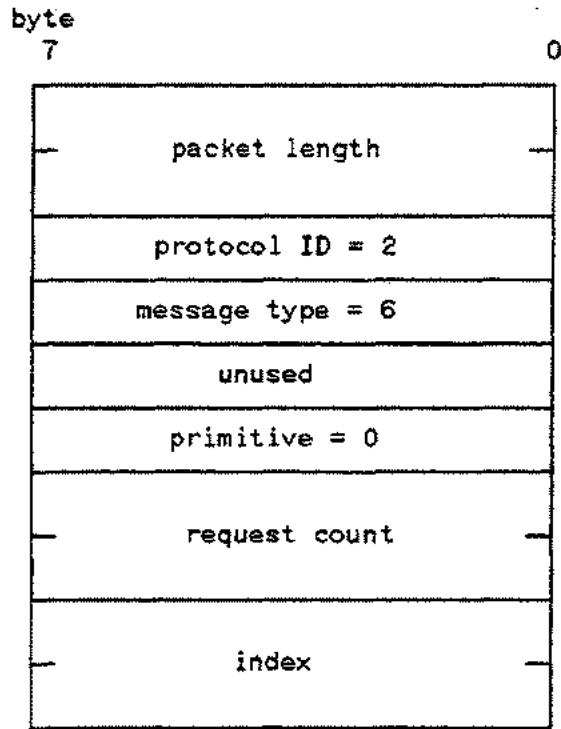 byte
7 0
packet length
protocol ID = 2
message type = 6
unused
primitive = 0
request count
index